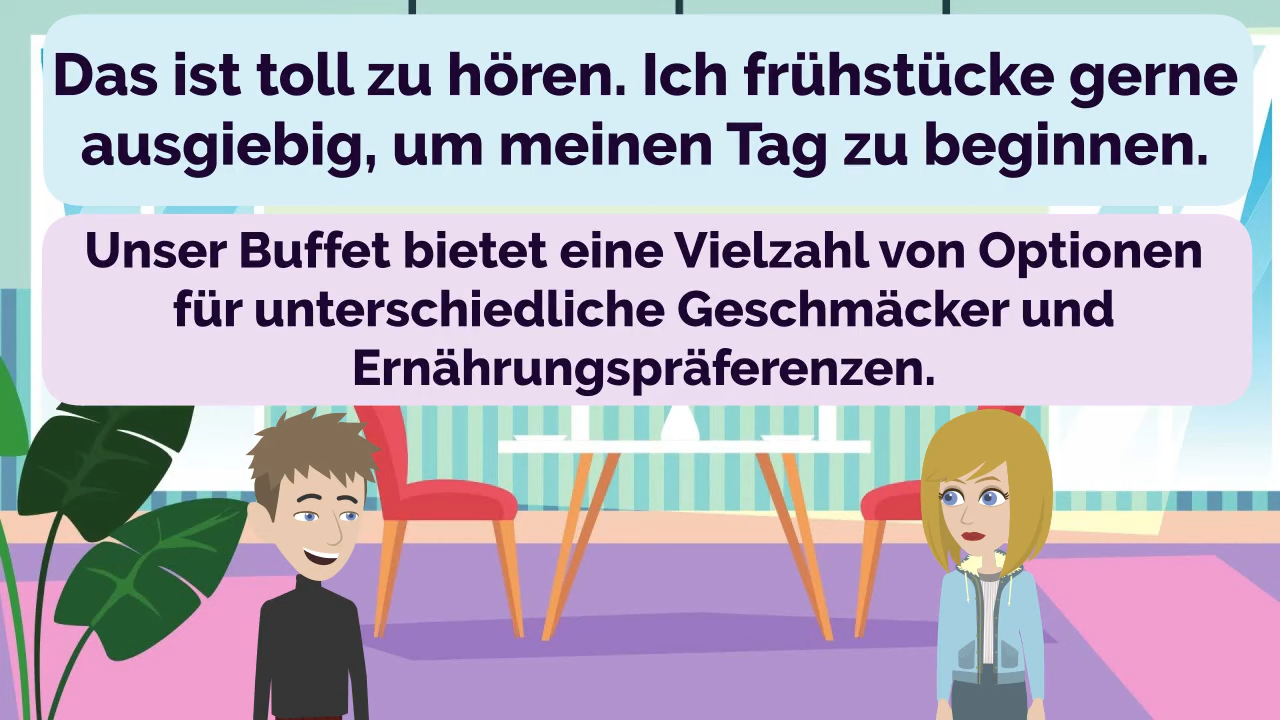 Das ist toll zu hören. Ich frühstücke gerne
ausgiebig, um meinen Tag zu beginnen.
Unser Buffet bietet eine Vielzahl von Optionen
für unterschiedliche Geschmäcker und
Ernährungspräferenzen.